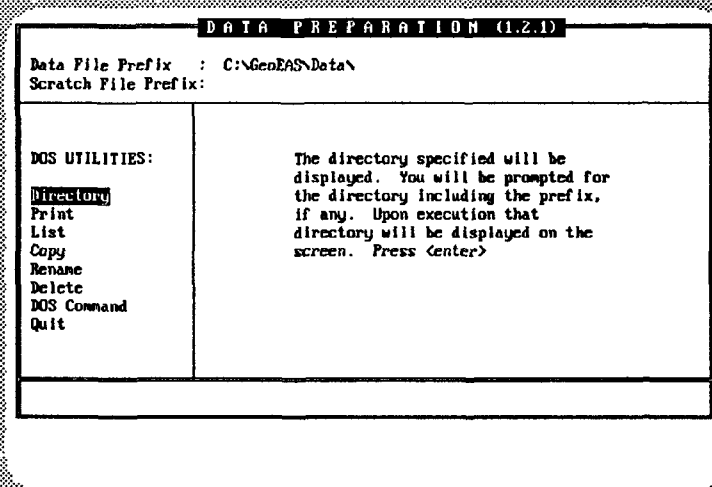 DATA PREPARATION (1.2.1)
Data File Prefix : C:\GeoEAS\Data\
Scratch File Prefix:
DOS UTILITIES:
Directory
Print
List
Copy
Rename
Delete
DOS Command
Quit
The directory specified will be
displayed. You will be prompted for
the directory including the prefix,
if any. Upon execution that
directory will be displayed on the
screen. Press <enter>